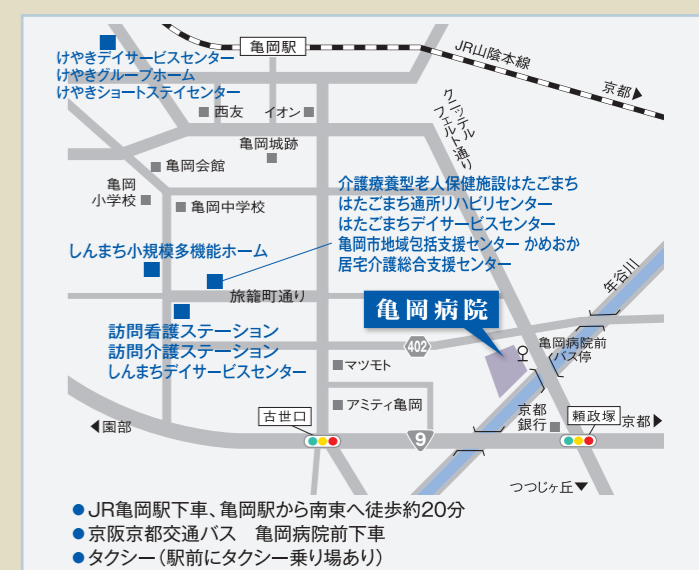 亀岡駅
JR山陰本線
京都▶
けやきデイサービスセンター
けやきグループホーム
けやきショートステイセンター
西友
イオン
クニッテル
フェルト通り
亀岡城跡
亀岡会館
亀岡
小学校
亀岡中学校
介護療養型老人保健施設はたごまち
はたごまち通所リハビリセンター
はたごまちデイサービスセンター
亀岡市地域包括支援センター かめおか
居宅介護総合支援センター
しんまち小規模多機能ホーム
年谷川
旅籠町通り
亀岡病院
訪問看護ステーション
訪問介護ステーション
しんまちデイサービスセンター
402
亀岡病院前
バス停
マツモト
アミティ亀岡
京都
銀行
古世口
頼政塚
京都▶
◀園部
9
つつじヶ丘▼
●JR亀岡駅下車、亀岡駅から南東へ徒歩約20分
●京阪京都交通バス　亀岡病院前下車
●タクシー（駅前にタクシー乗り場あり）